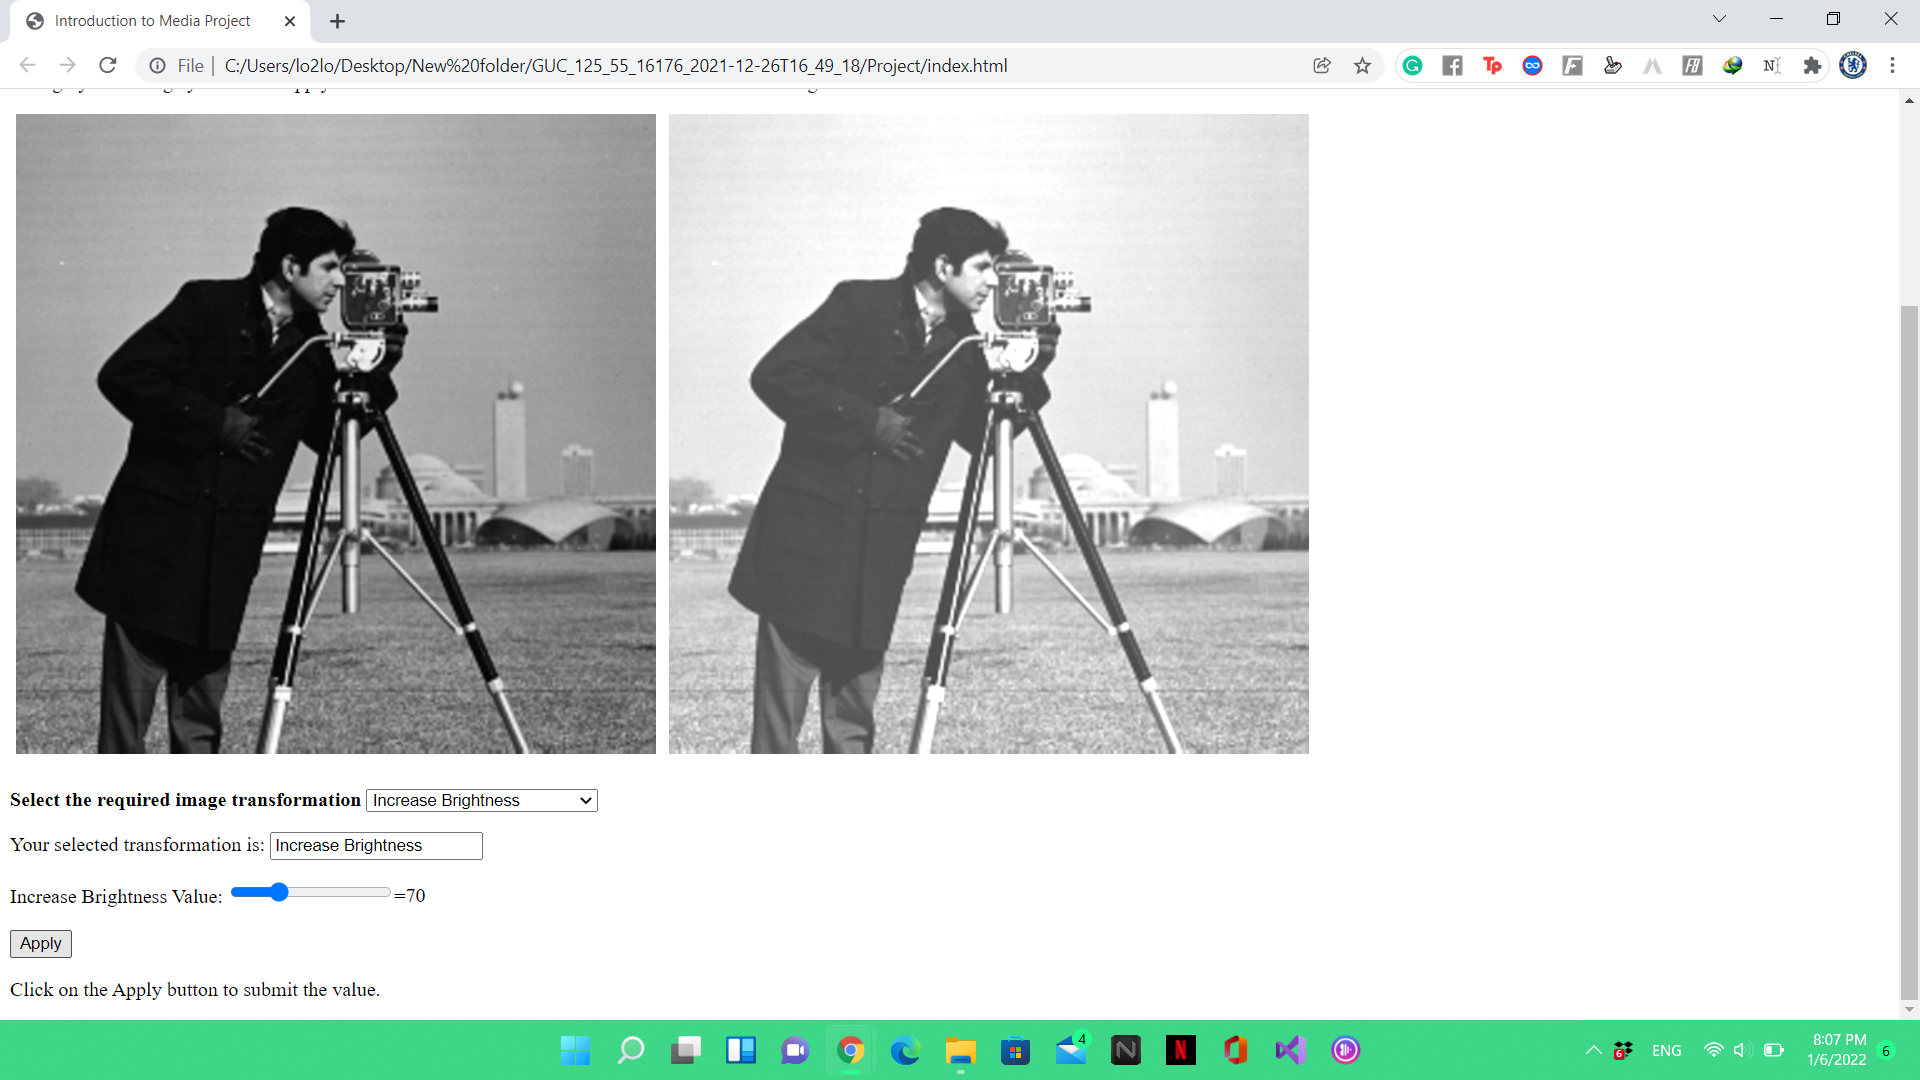 Introduction to Media Project
File
C:/Users/lo2lo/Desktop/New%20folder/GUC_125_55_16176_2021-12-26T16_49_18/Project/index.html
Select the required image transformation Increase Brightness
Your selected transformation is: Increase Brightness
Increase Brightness Value: =70
Apply
Click on the Apply button to submit the value.
4
6
ENG
8:07 PM
1/6/2022
6